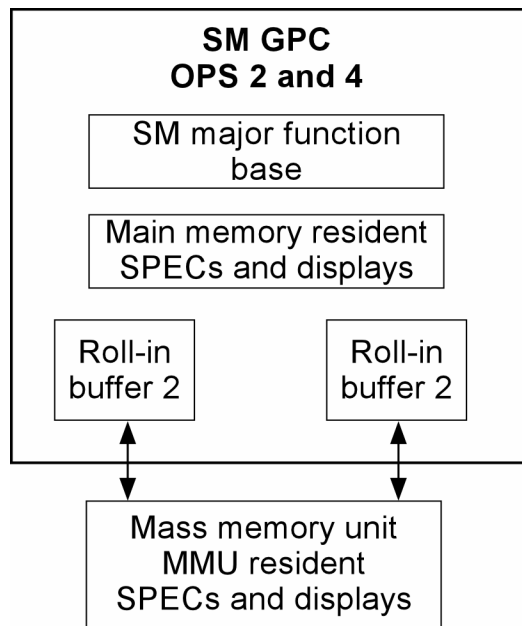 SM GPC
OPS 2 and 4
SM major function
base
Main memory resident
SPECs and displays
Roll-in
buffer 2
Roll-in
buffer 2
Mass memory unit
MMU resident
SPECs and displays